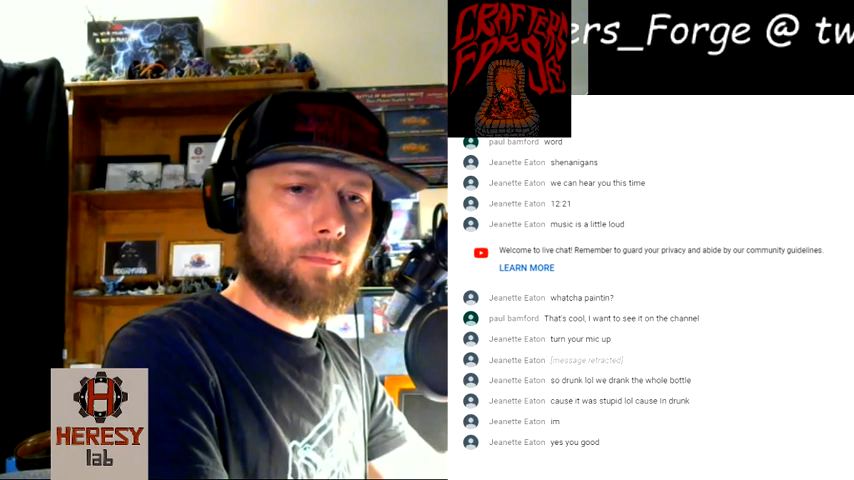 CRAFTERS
FORGE
ers_Forge @ tw
paul bamford word
Jeanette Eaton shenanigans
Jeanette Eaton we can hear you this time
Jeanette Eaton 12:21
Jeanette Eaton music is a little loud
Welcome to live chat! Remember to guard your privacy and abide by our community guidelines.
LEARN MORE
Jeanette Eaton whatcha paintin?
paul bamford That's cool, I want to see it on the channel
Jeanette Eaton turn your mic up
Jeanette Eaton [message retracted]
Jeanette Eaton so drunk lol we drank the whole bottle
Jeanette Eaton cause it was stupid lol cause In drunk
Jeanette Eaton im
Jeanette Eaton yes you good
H
HERESY
lab